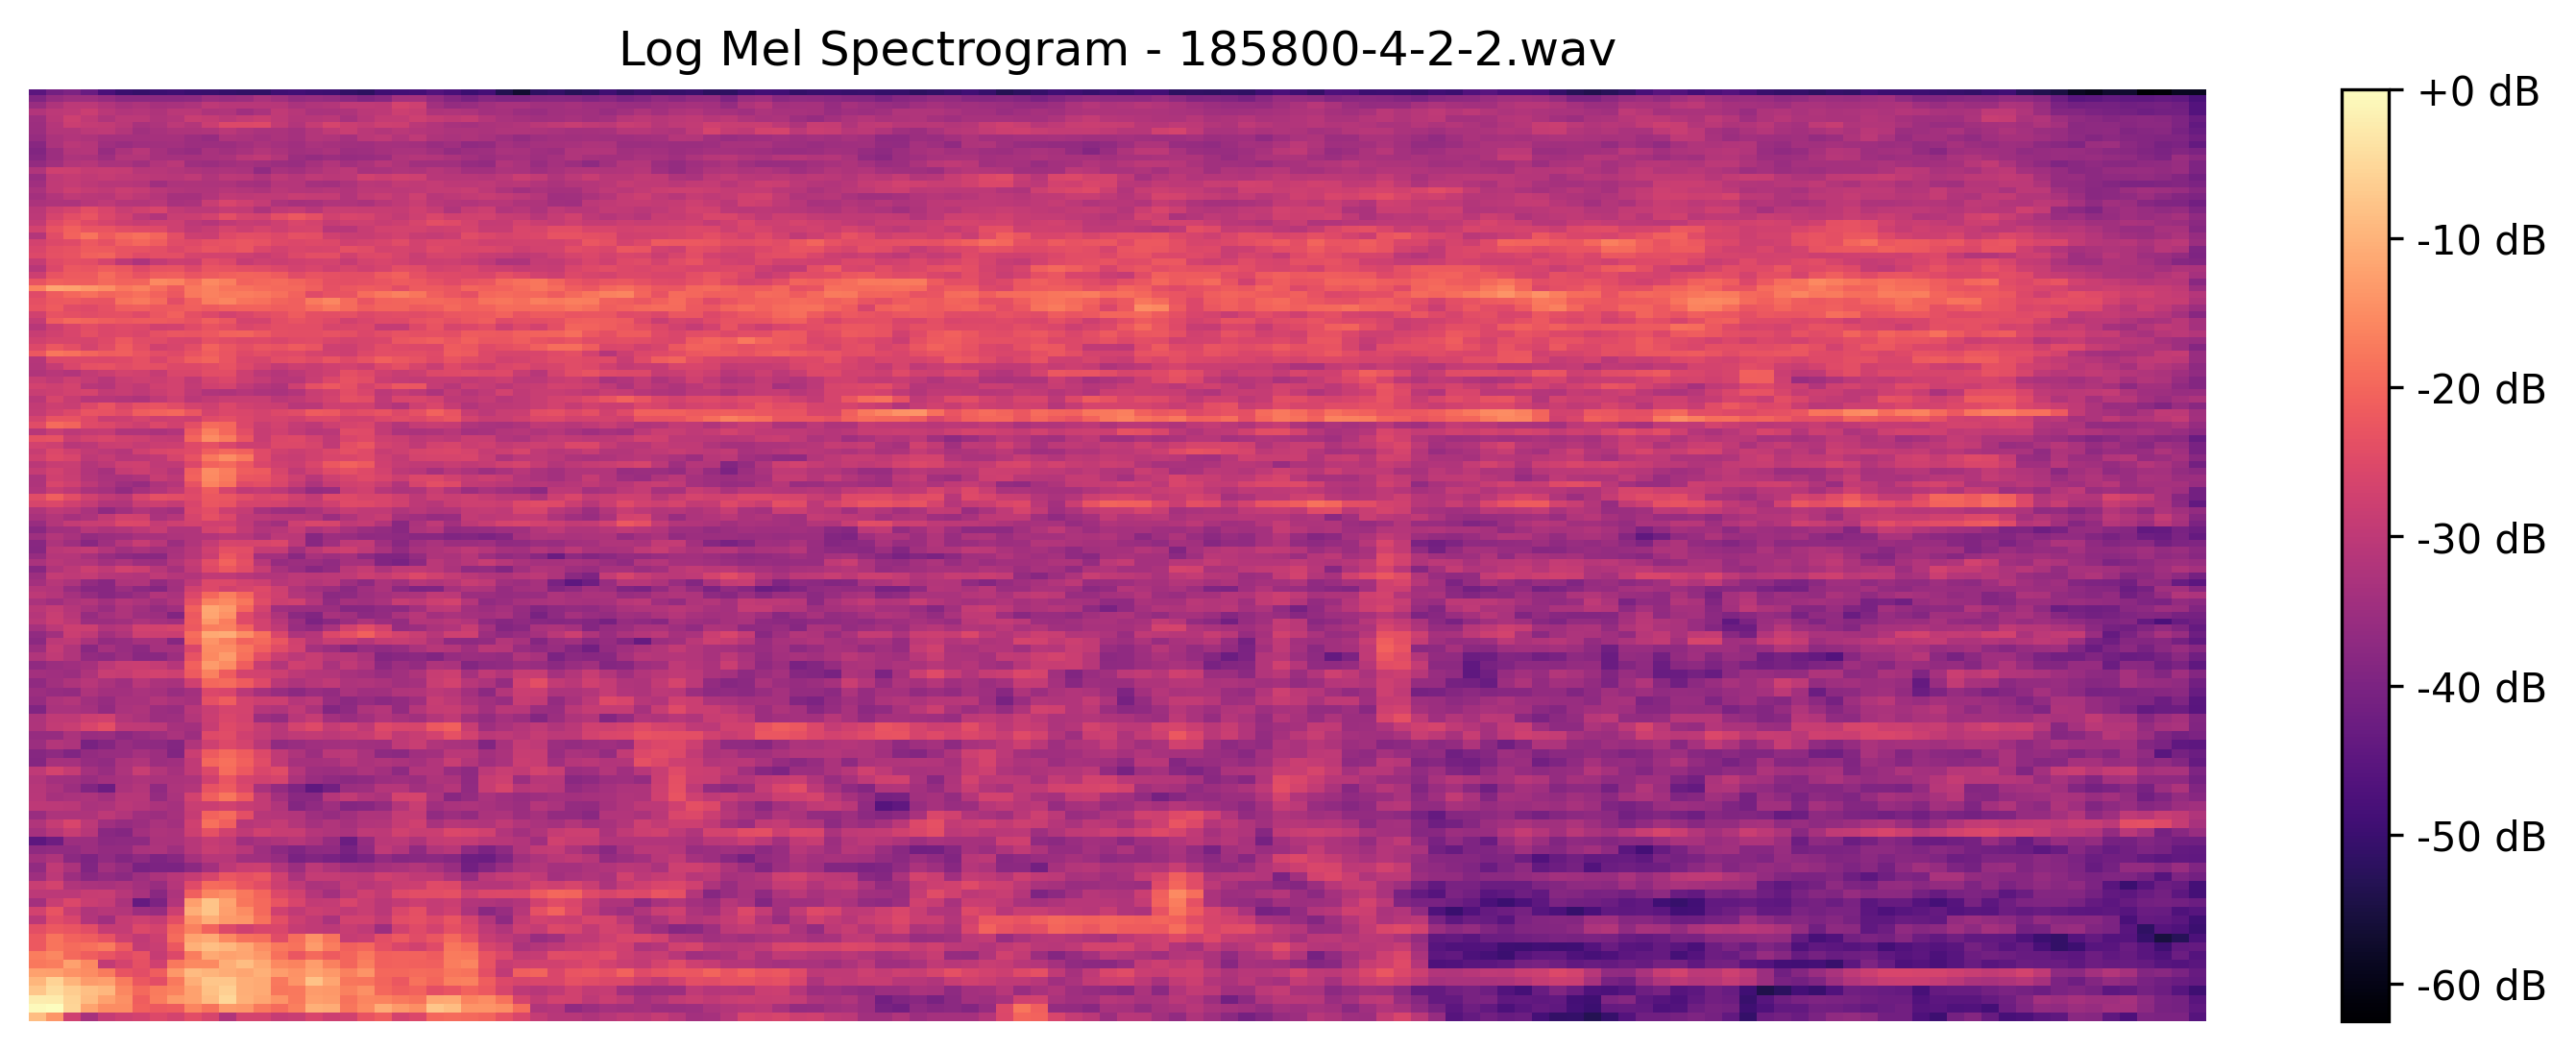 Log Mel Spectrogram - 185800-4-2-2.wav
+0 dB
-10 dB
-20 dB
-30 dB
-40 dB
-50 dB
-60 dB